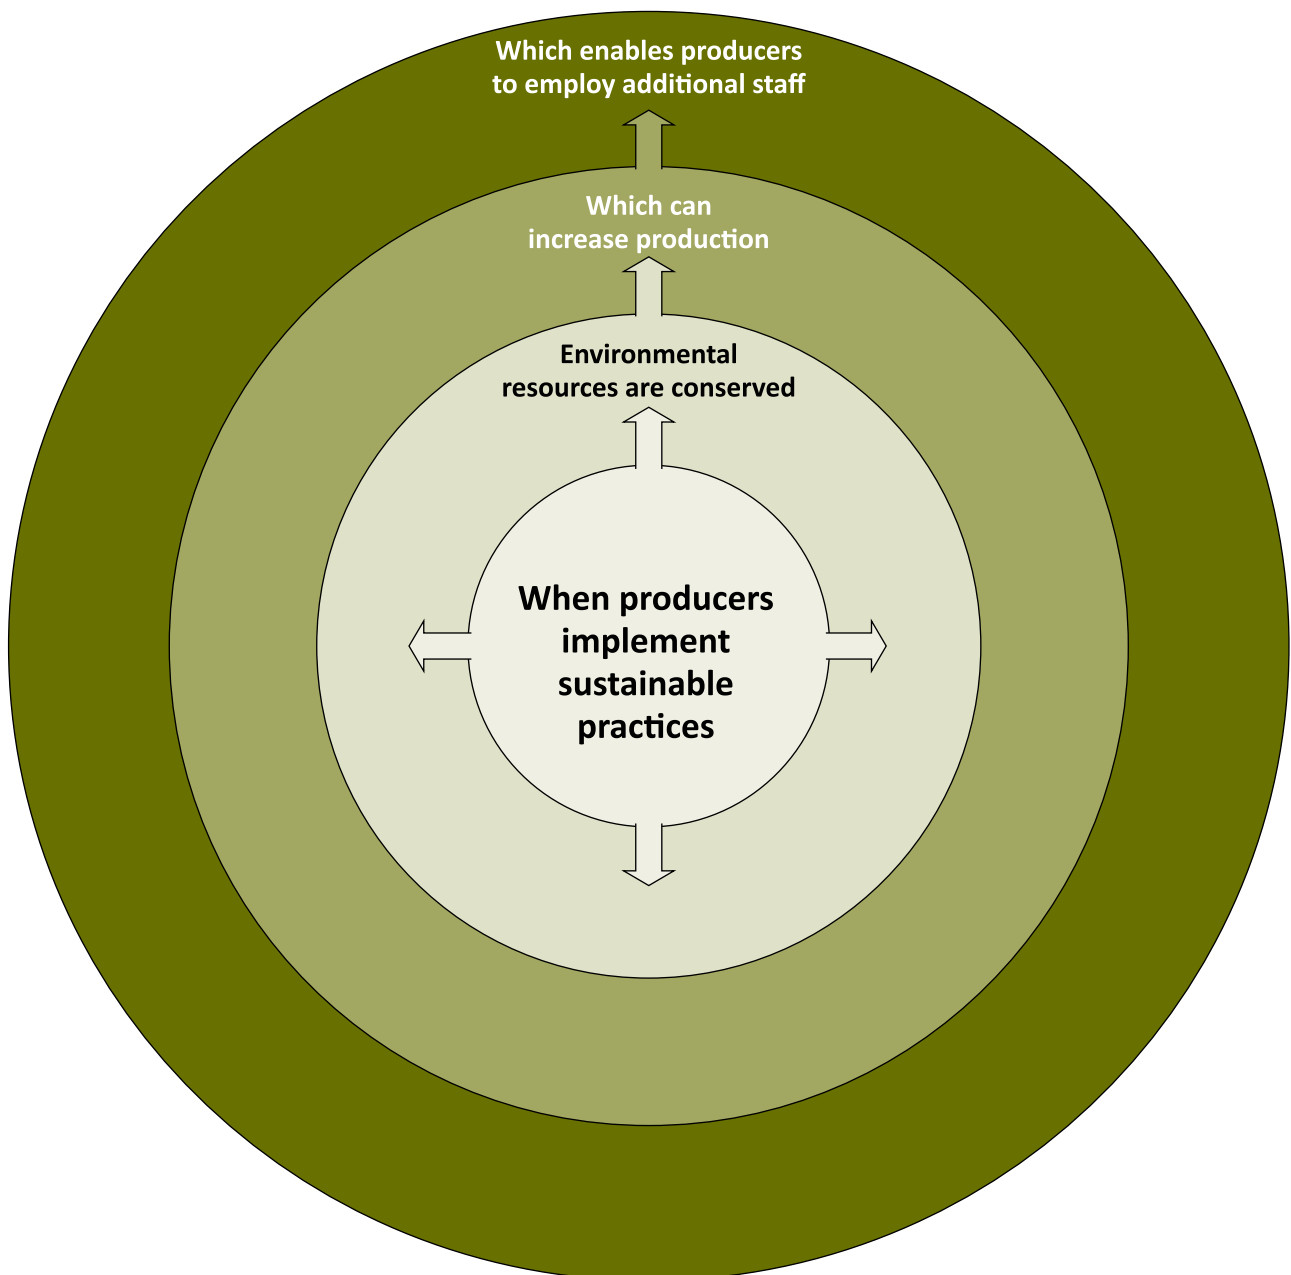 Which enables producers
to employ additional staff
Which can
increase production
Environmental
resources are conserved
When producers
implement
sustainable
practices